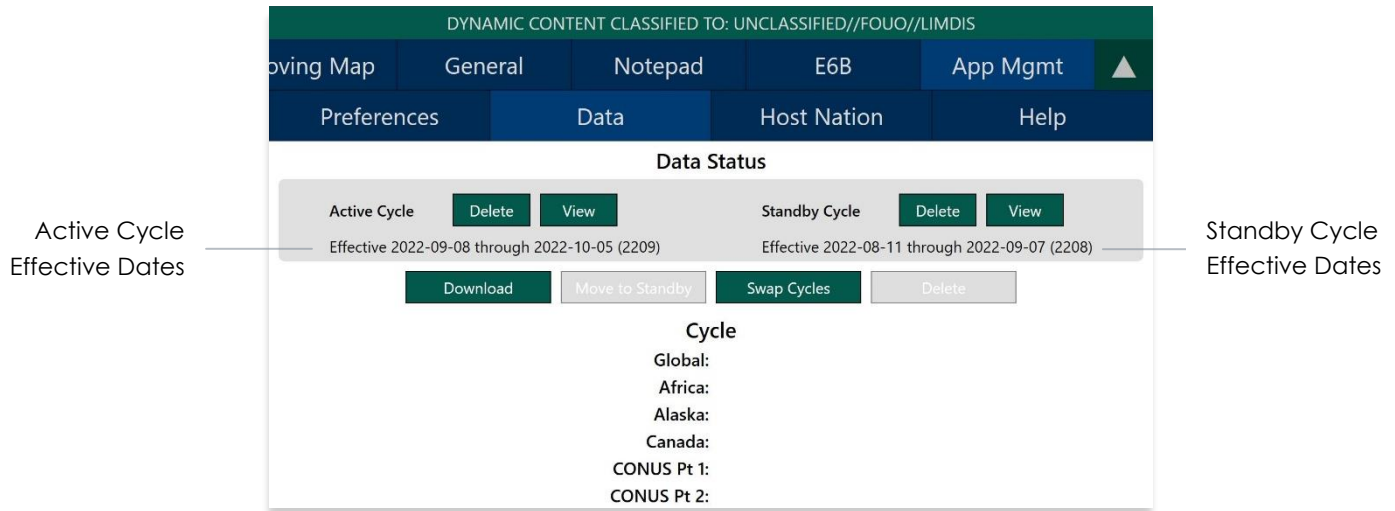 DYNAMIC CONTENT CLASSIFIED TO: UNCLASSIFIED//FOUO//LIMDIS
oving Map General Notepad E6B App Mgmt
Preferences Data Host Nation Help
Data Status
Active Cycle Delete View Standby Cycle Delete View
Active Cycle
Effective Dates
Effective 2022-09-08 through 2022-10-05 (2209) Effective 2022-08-11 through 2022-09-07 (2208)
Standby Cycle
Effective Dates
Download Move to Standby Swap Cycles Delete
Cycle
Global:
Africa:
Alaska:
Canada:
CONUS Pt 1:
CONUS Pt 2: